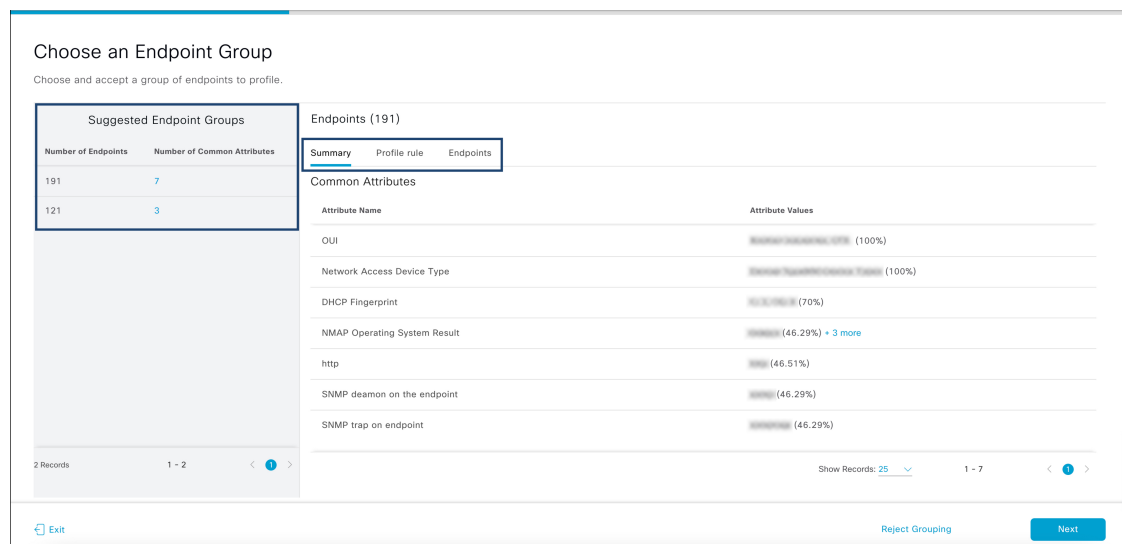 Choose an Endpoint Group
Choose and accept a group of endpoints to profile.
Suggested Endpoint Groups
Number of Endpoints Number of Common Attributes
191 7
121 3
2 Records 1 - 2 1
Endpoints (191)
Summary Profile rule Endpoints
Common Attributes
Attribute Name Attribute Values
OUI (100%)
Network Access Device Type (100%)
DHCP Fingerprint (70%)
NMAP Operating System Result (46.29%) + 3 more
http (46.51%)
SNMP deamon on the endpoint (46.29%)
SNMP trap on endpoint (46.29%)
Show Records: 25 1 - 7 1
Exit Reject Grouping Next